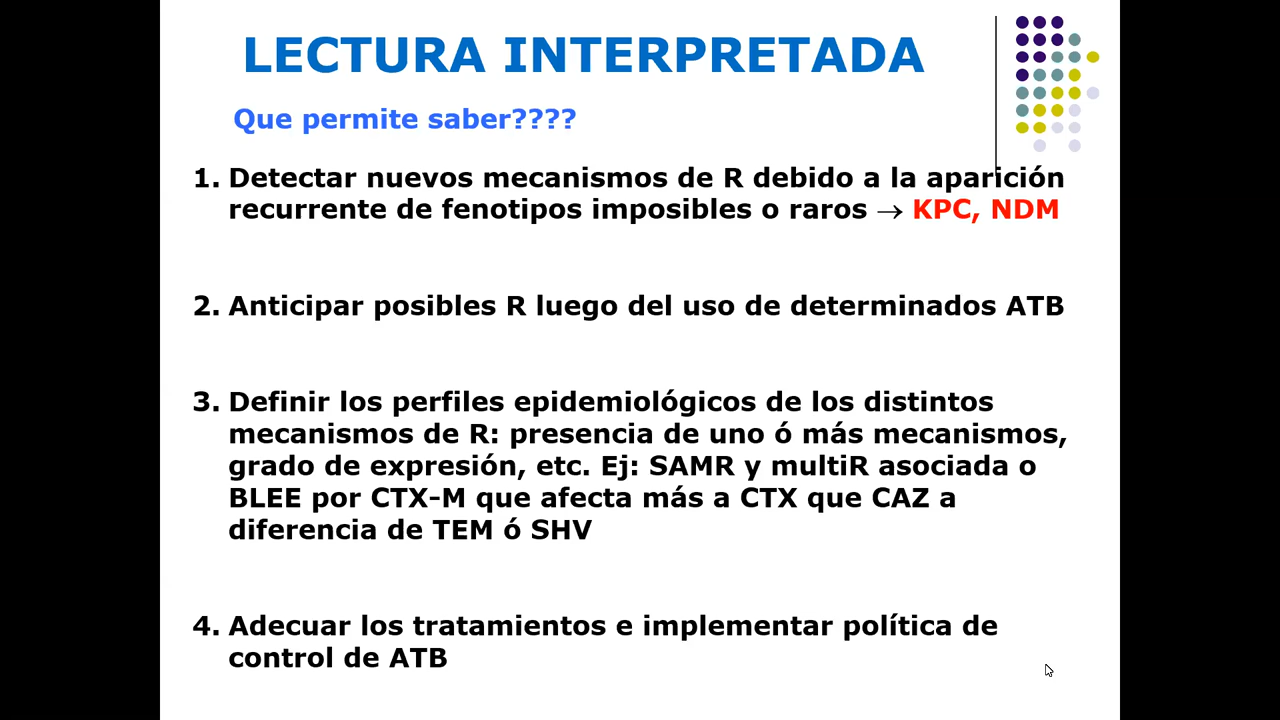 LECTURA INTERPRETADA
Que permite saber????
1. Detectar nuevos mecanismos de R debido a la aparición
recurrente de fenotipos imposibles o raros → KPC, NDM
2. Anticipar posibles R luego del uso de determinados ATB
3. Definir los perfiles epidemiológicos de los distintos
mecanismos de R: presencia de uno ó más mecanismos,
grado de expresión, etc. Ej: SAMR y multiR asociada o
BLEE por CTX-M que afecta más a CTX que CAZ a
diferencia de TEM ó SHV
4. Adecuar los tratamientos e implementar política de
control de ATB